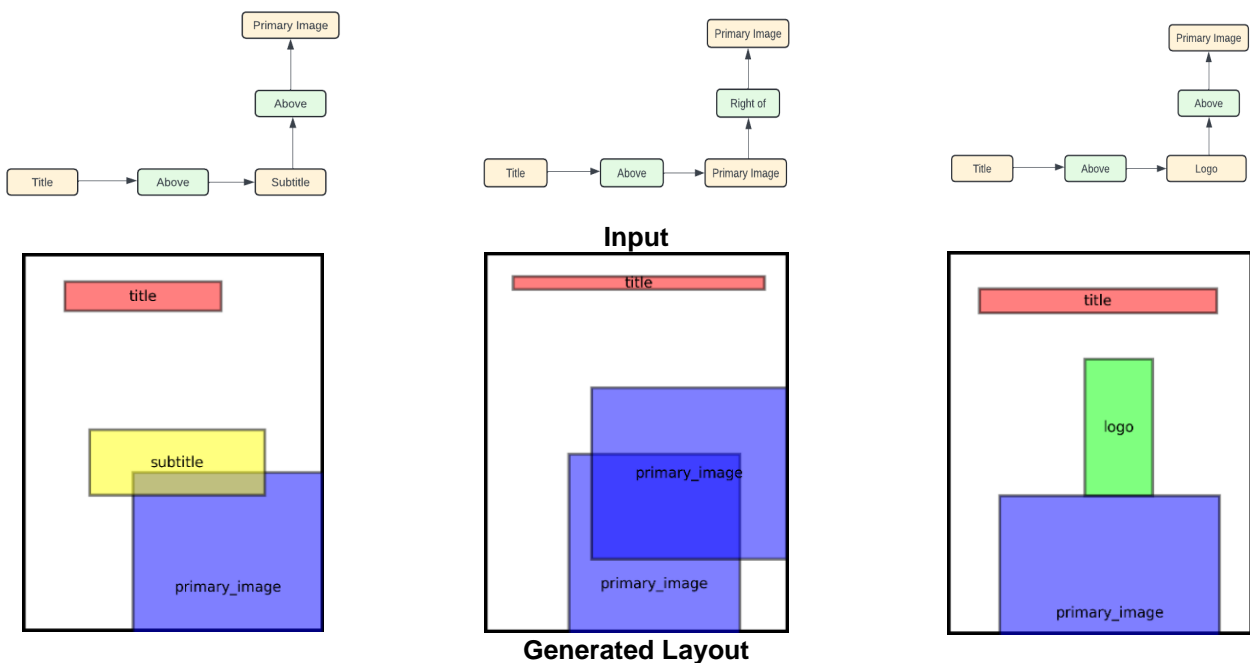 Primary Image
Above
Title
Above
Subtitle
Primary Image
Right of
Title
Above
Primary Image
Primary Image
Above
Title
Above
Logo
Input
title
subtitle
primary_image
title
primary_image
primary_image
title
logo
primary_image
Generated Layout